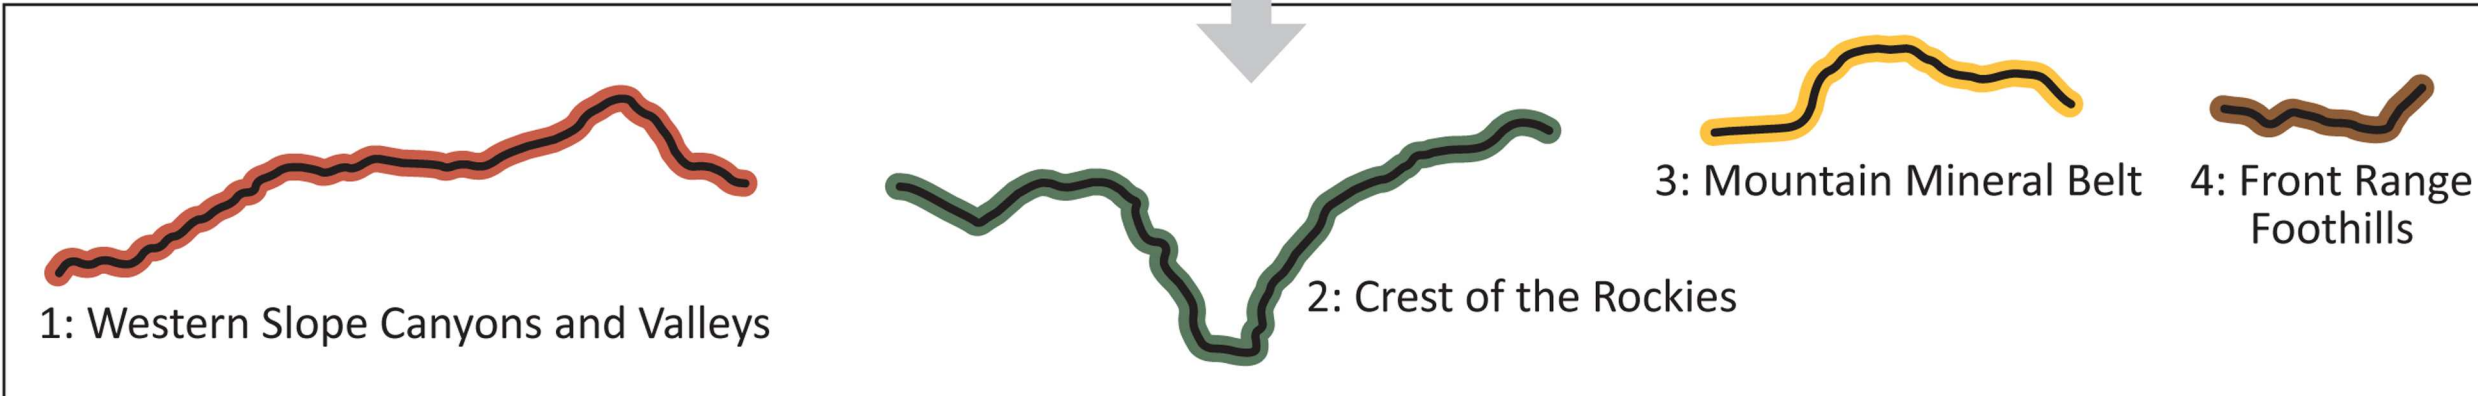 1: Western Slope Canyons and Valleys
2: Crest of the Rockies
3: Mountain Mineral Belt
4: Front Range
Foothills